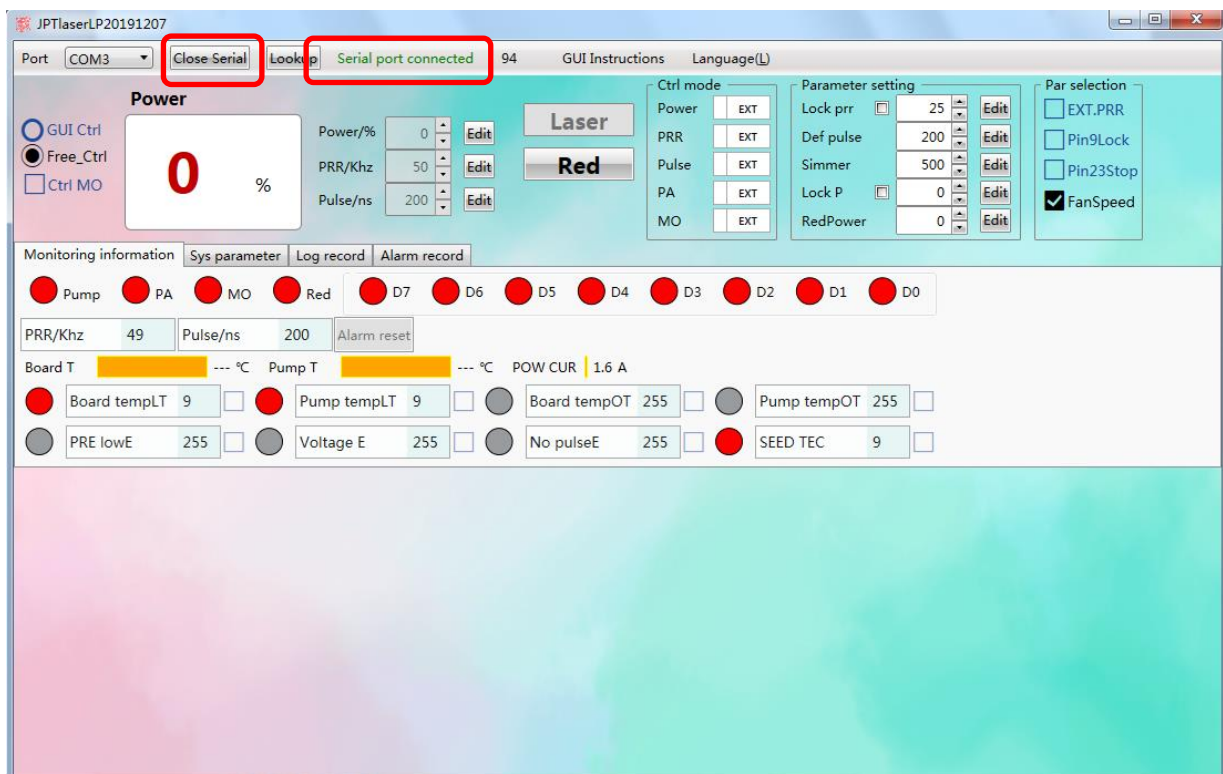 JPTlaserLP20191207
Port COM3 Close Serial Lookup Serial port connected 94 GUI Instructions Language(L)
Power
GUI Ctrl
Free_Ctrl
Ctrl MO
0 %
Power/% 0 Edit
PRR/Khz 50 Edit
Pulse/ns 200 Edit
Laser
Red
Ctrl mode
Power EXT
PRR EXT
Pulse EXT
PA EXT
MO EXT
Parameter setting
Lock prr 25 Edit
Def pulse 200 Edit
Simmer 500 Edit
Lock P 0 Edit
RedPower 0 Edit
Par selection
EXT.PRR
Pin9Lock
Pin23Stop
FanSpeed
Monitoring information Sys parameter Log record Alarm record
Pump PA MO Red D7 D6 D5 D4 D3 D2 D1 D0
PRR/Khz 49 Pulse/ns 200 Alarm reset
Board T --- ℃ Pump T --- ℃ POW CUR 1.6 A
Board tempLT 9 Pump tempLT 9 Board tempOT 255 Pump tempOT 255
PRE lowE 255 Voltage E 255 No pulseE 255 SEED TEC 9